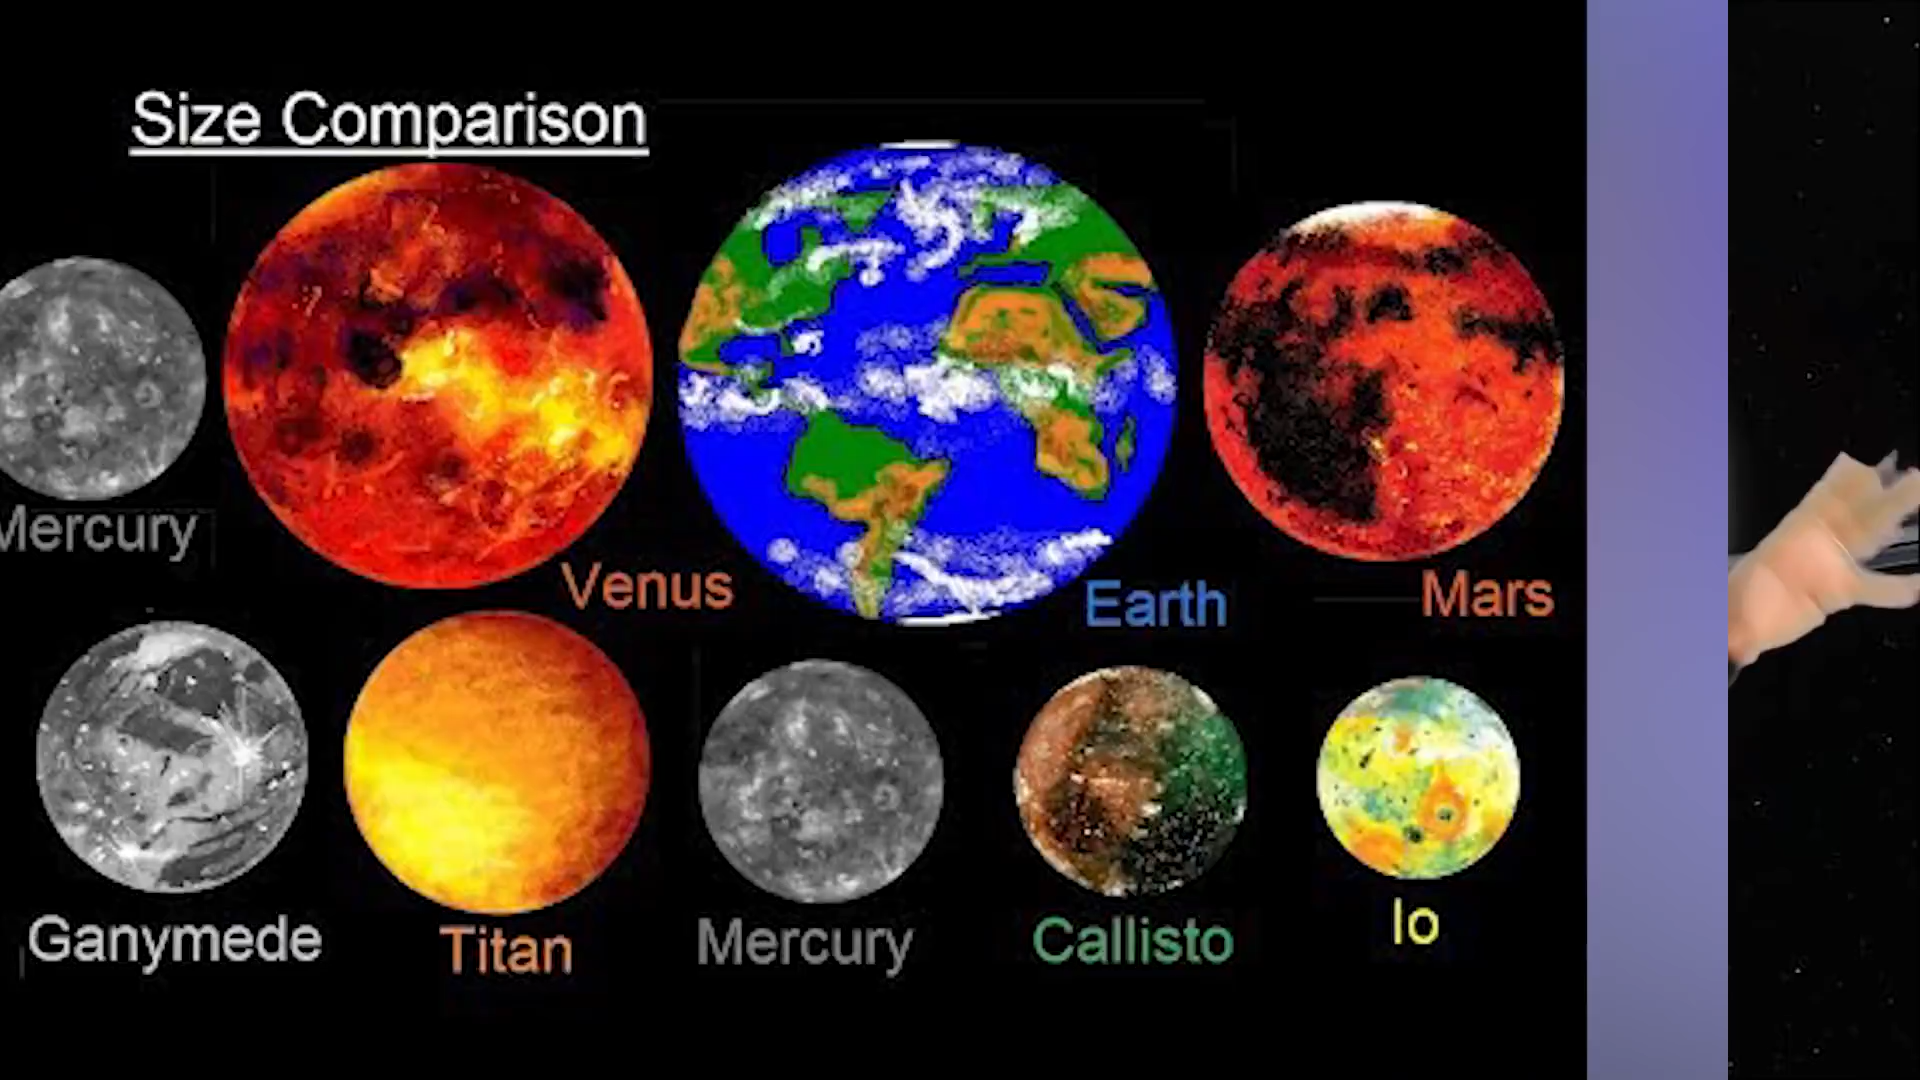 Size Comparison
Mercury
Venus
Earth
Mars
Ganymede
Titan
Mercury
Callisto
Io